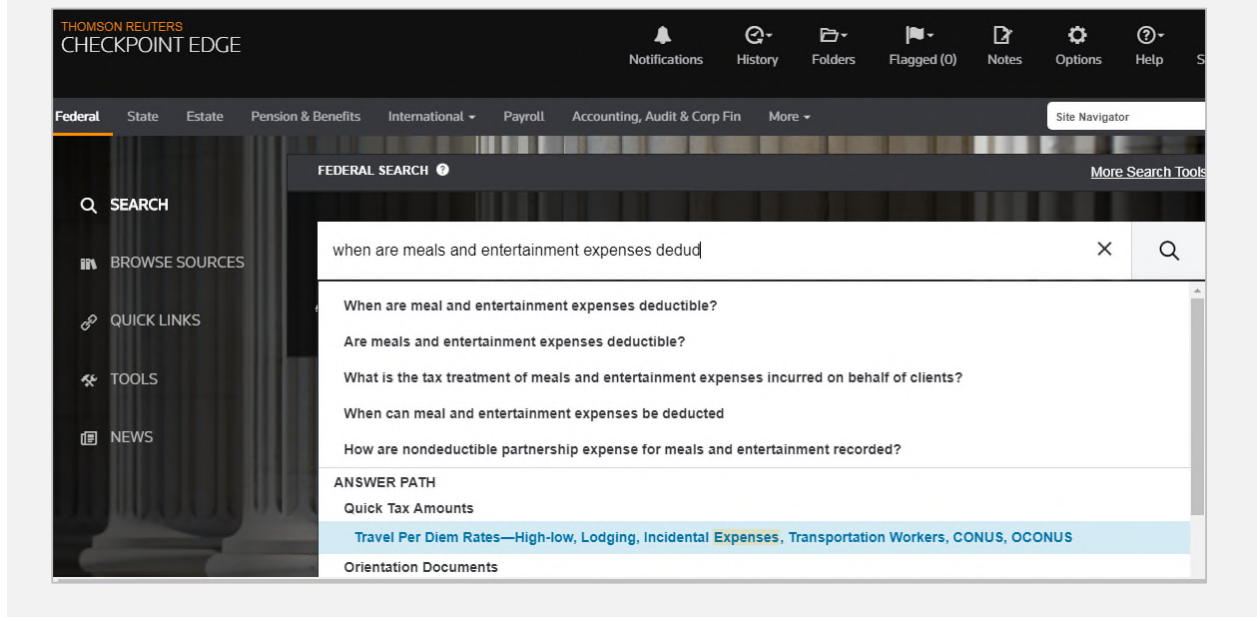 THOMSON REUTERS
CHECKPOINT EDGE
Notifications
History
Folders
Flagged (0)
Notes
Options
Help
S
Federal
State
Estate
Pension & Benefits
International
Payroll
Accounting, Audit & Corp Fin
More
Site Navigator
FEDERAL SEARCH
More Search Tools
SEARCH
BROWSE SOURCES
QUICK LINKS
TOOLS
NEWS
when are meals and entertainment expenses dedud
When are meal and entertainment expenses deductible?
Are meals and entertainment expenses deductible?
What is the tax treatment of meals and entertainment expenses incurred on behalf of clients?
When can meal and entertainment expenses be deducted
How are nondeductible partnership expense for meals and entertainment recorded?
ANSWER PATH
Quick Tax Amounts
Travel Per Diem Rates—High-low, Lodging, Incidental Expenses, Transportation Workers, CONUS, OCONUS
Orientation Documents